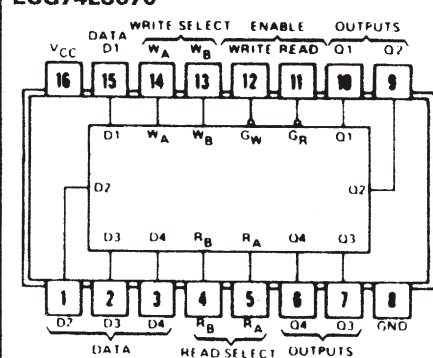 WRITE SELECT ENABLE OUTPUTS
DATA
VCC D1 WA WB WRITE READ Q1 Q2
16 15 14 13 12 11 10 9
D1 WA WB GW GR Q1
D2 Q2
D3 D4 RB RA Q4 Q3
1 2 3 4 5 6 7 8
D2 D3 D4 RB RA Q4 Q3 GND
DATA READ SELECT OUTPUTS